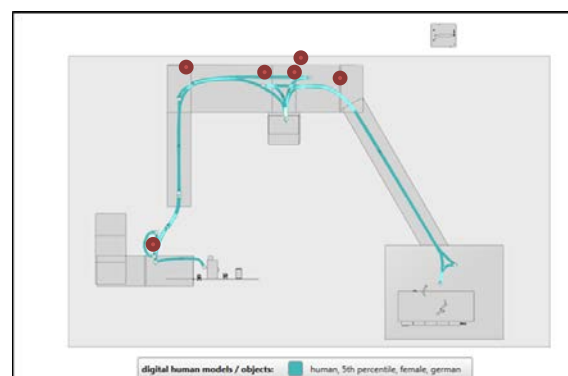 digital human models / objects: human, 5th percentile, female, german